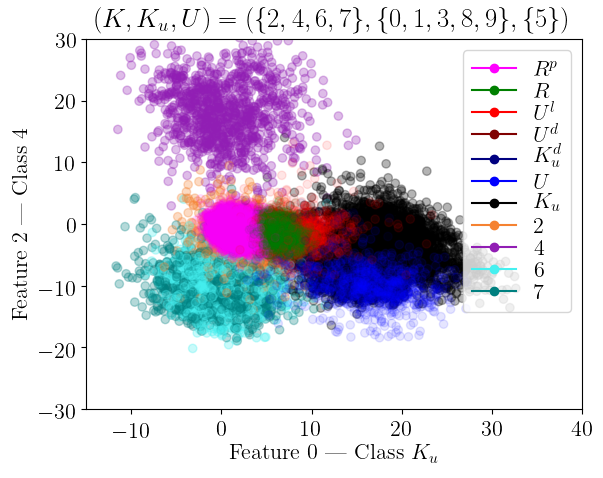 (K, K_u, U) = ({2, 4, 6, 7}, {0, 1, 3, 8, 9}, {5})
Feature 2 — Class 4
30
20
10
0
−10
−20
−30
R^p
R
U^l
U^d
K_u^d
U
K_u
2
4
6
7
−10
0
10
20
30
40
Feature 0 — Class K_u